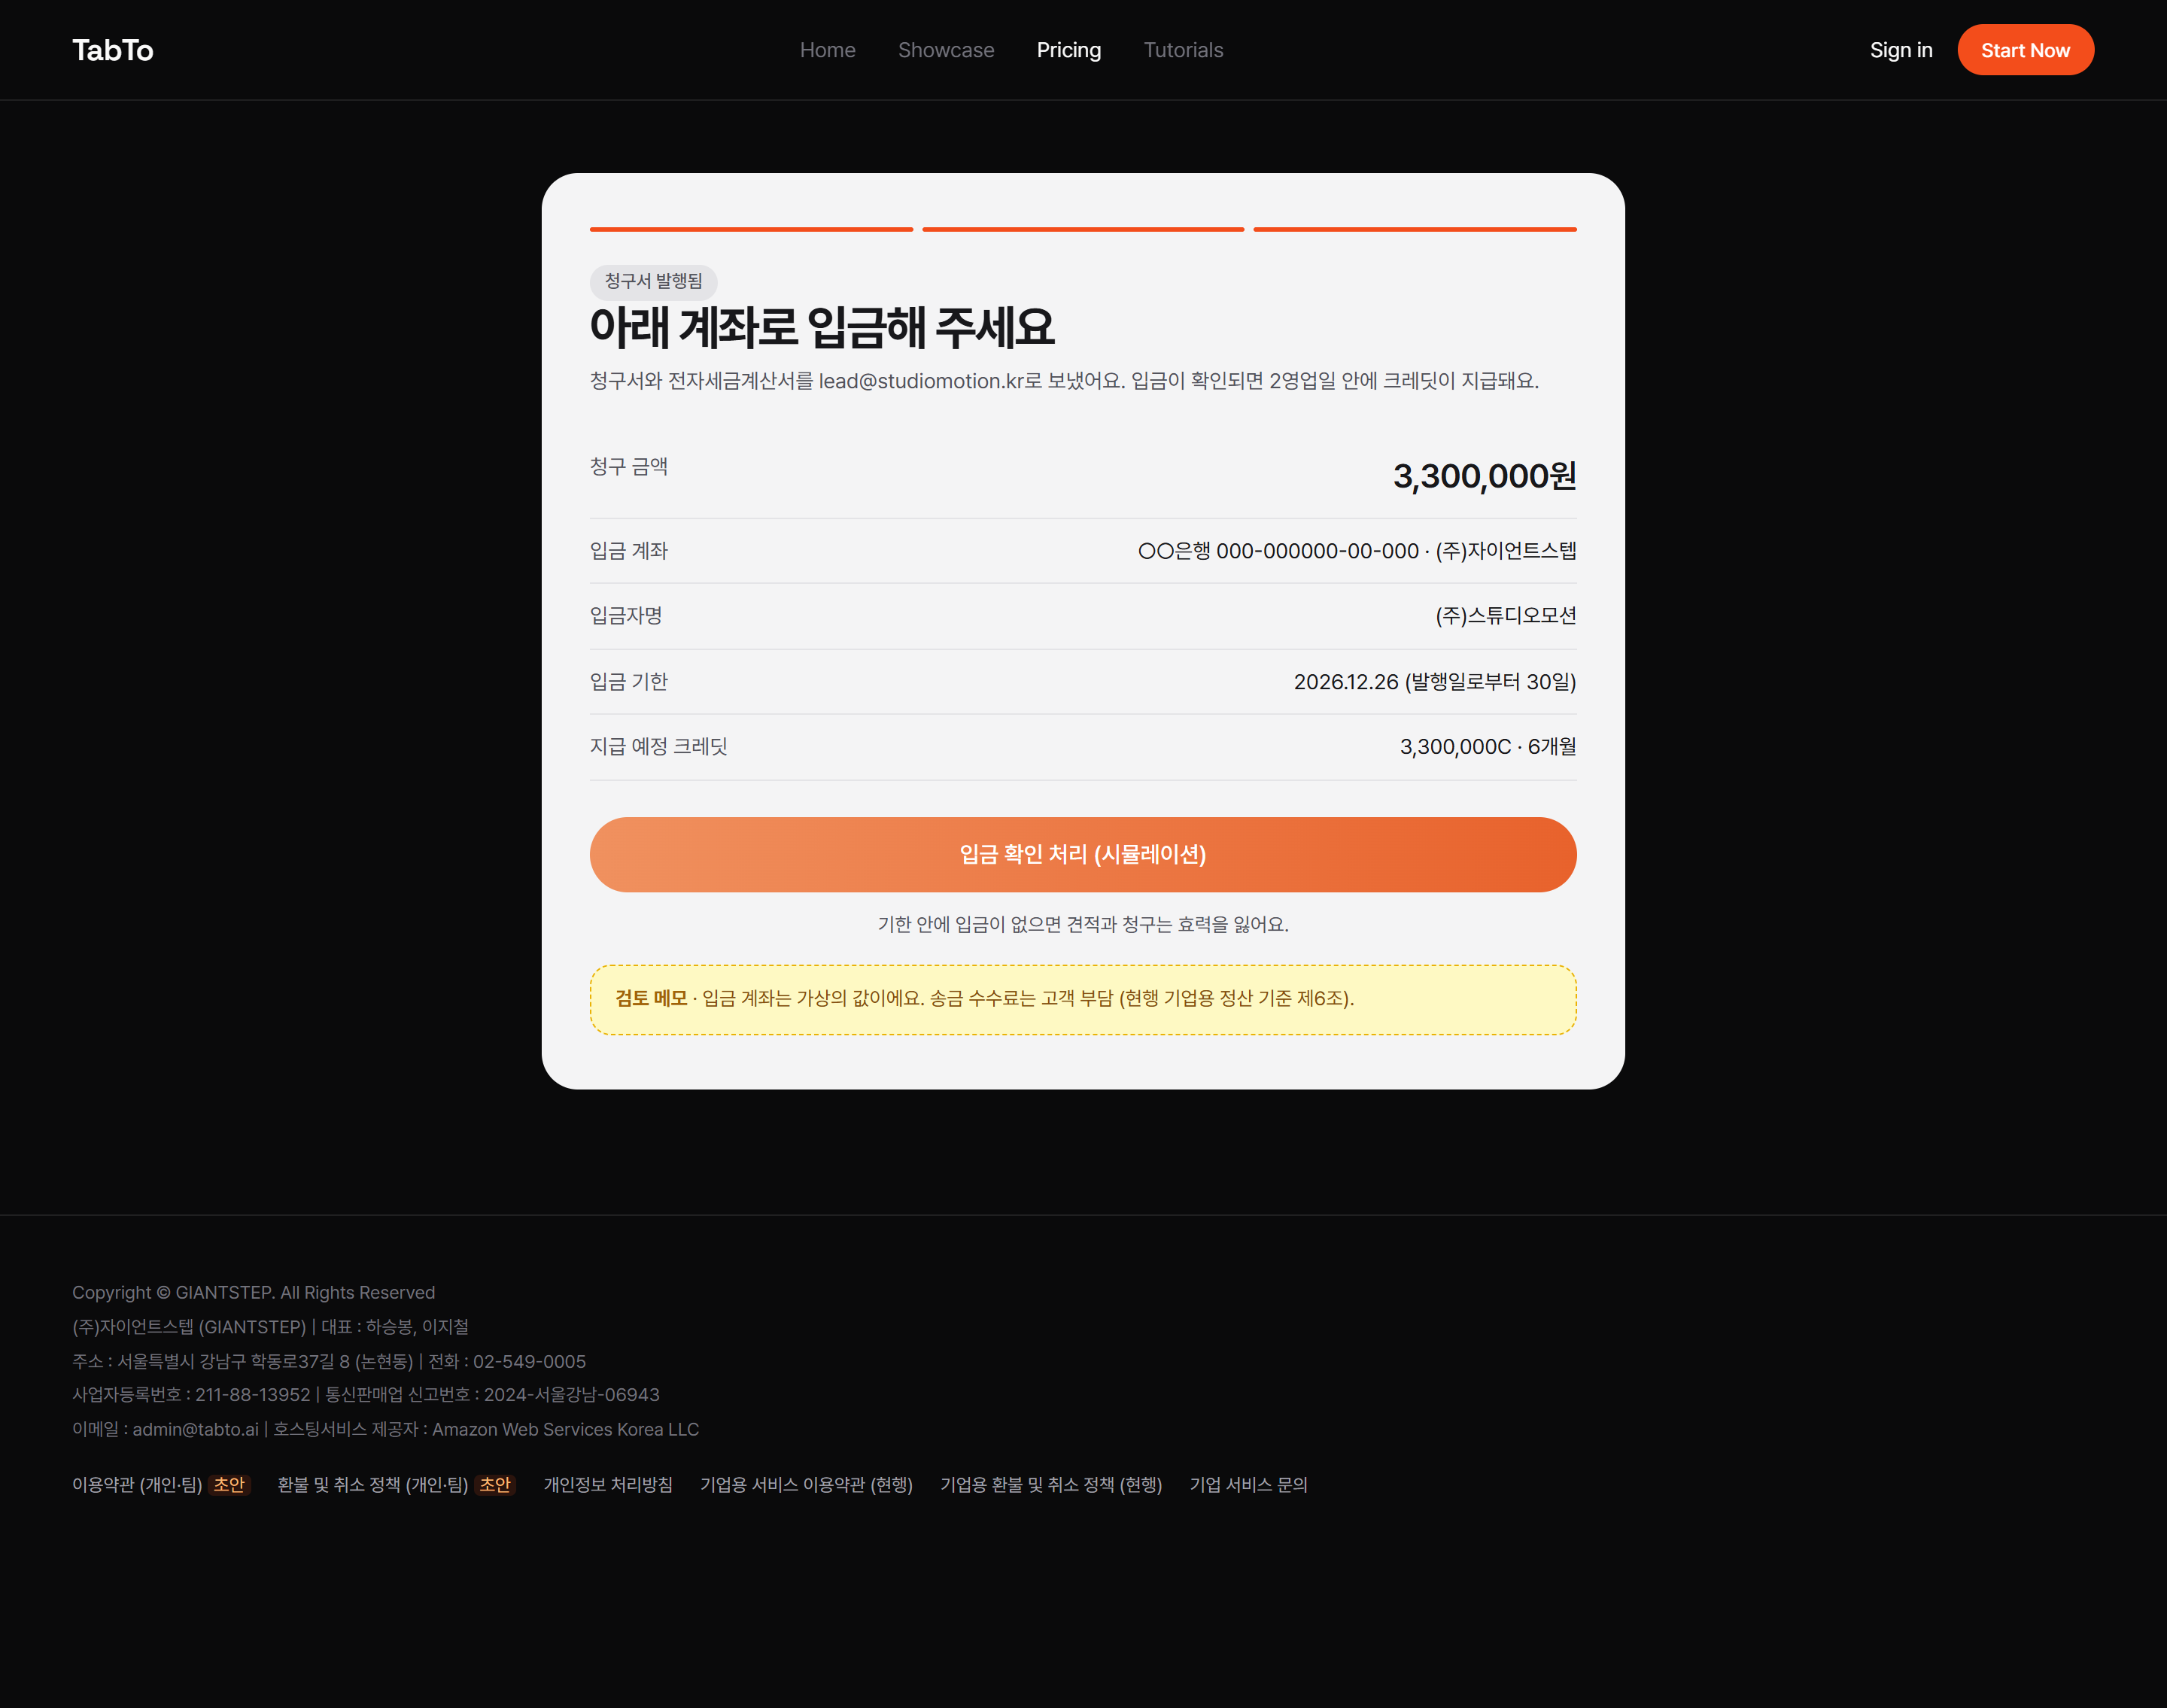 TabTo
Home
Showcase
Pricing
Tutorials
Sign in
Start Now
청구서 발행됨
아래 계좌로 입금해 주세요
청구서와 전자세금계산서를 lead@studiomotion.kr로 보냈어요. 입금이 확인되면 2영업일 안에 크레딧이 지급돼요.
청구 금액
3,300,000원
입금 계좌
〇〇은행 000-000000-00-000 · (주)자이언트스텝
입금자명
(주)스튜디오모션
입금 기한
2026.12.26 (발행일로부터 30일)
지급 예정 크레딧
3,300,000C · 6개월
입금 확인 처리 (시뮬레이션)
기한 안에 입금이 없으면 견적과 청구는 효력을 잃어요.
검토 메모 · 입금 계좌는 가상의 값이에요. 송금 수수료는 고객 부담 (현행 기업용 정산 기준 제6조).
Copyright © GIANTSTEP. All Rights Reserved
(주)자이언트스텝 (GIANTSTEP) | 대표 : 하승봉, 이지철
주소 : 서울특별시 강남구 학동로37길 8 (논현동) | 전화 : 02-549-0005
사업자등록번호 : 211-88-13952 | 통신판매업 신고번호 : 2024-서울강남-06943
이메일 : admin@tabto.ai | 호스팅서비스 제공자 : Amazon Web Services Korea LLC
이용약관 (개인·팀) 초안
환불 및 취소 정책 (개인·팀) 초안
개인정보 처리방침
기업용 서비스 이용약관 (현행)
기업용 환불 및 취소 정책 (현행)
기업 서비스 문의